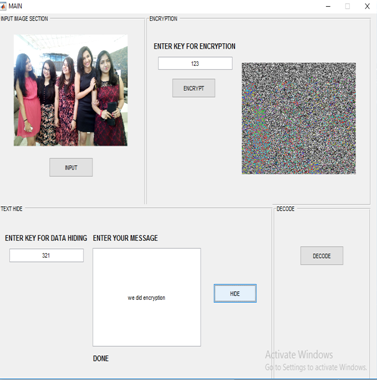 MAIN
INPUT IMAGE SECTION
INPUT
ENCRYPTION
ENTER KEY FOR ENCRYPTION
123
ENCRYPT
TEXT HIDE
ENTER KEY FOR DATA HIDING
321
ENTER YOUR MESSAGE
we did encryption
HIDE
DONE
DECODE
DECODE
Activate Windows
Go to Settings to activate Windows.